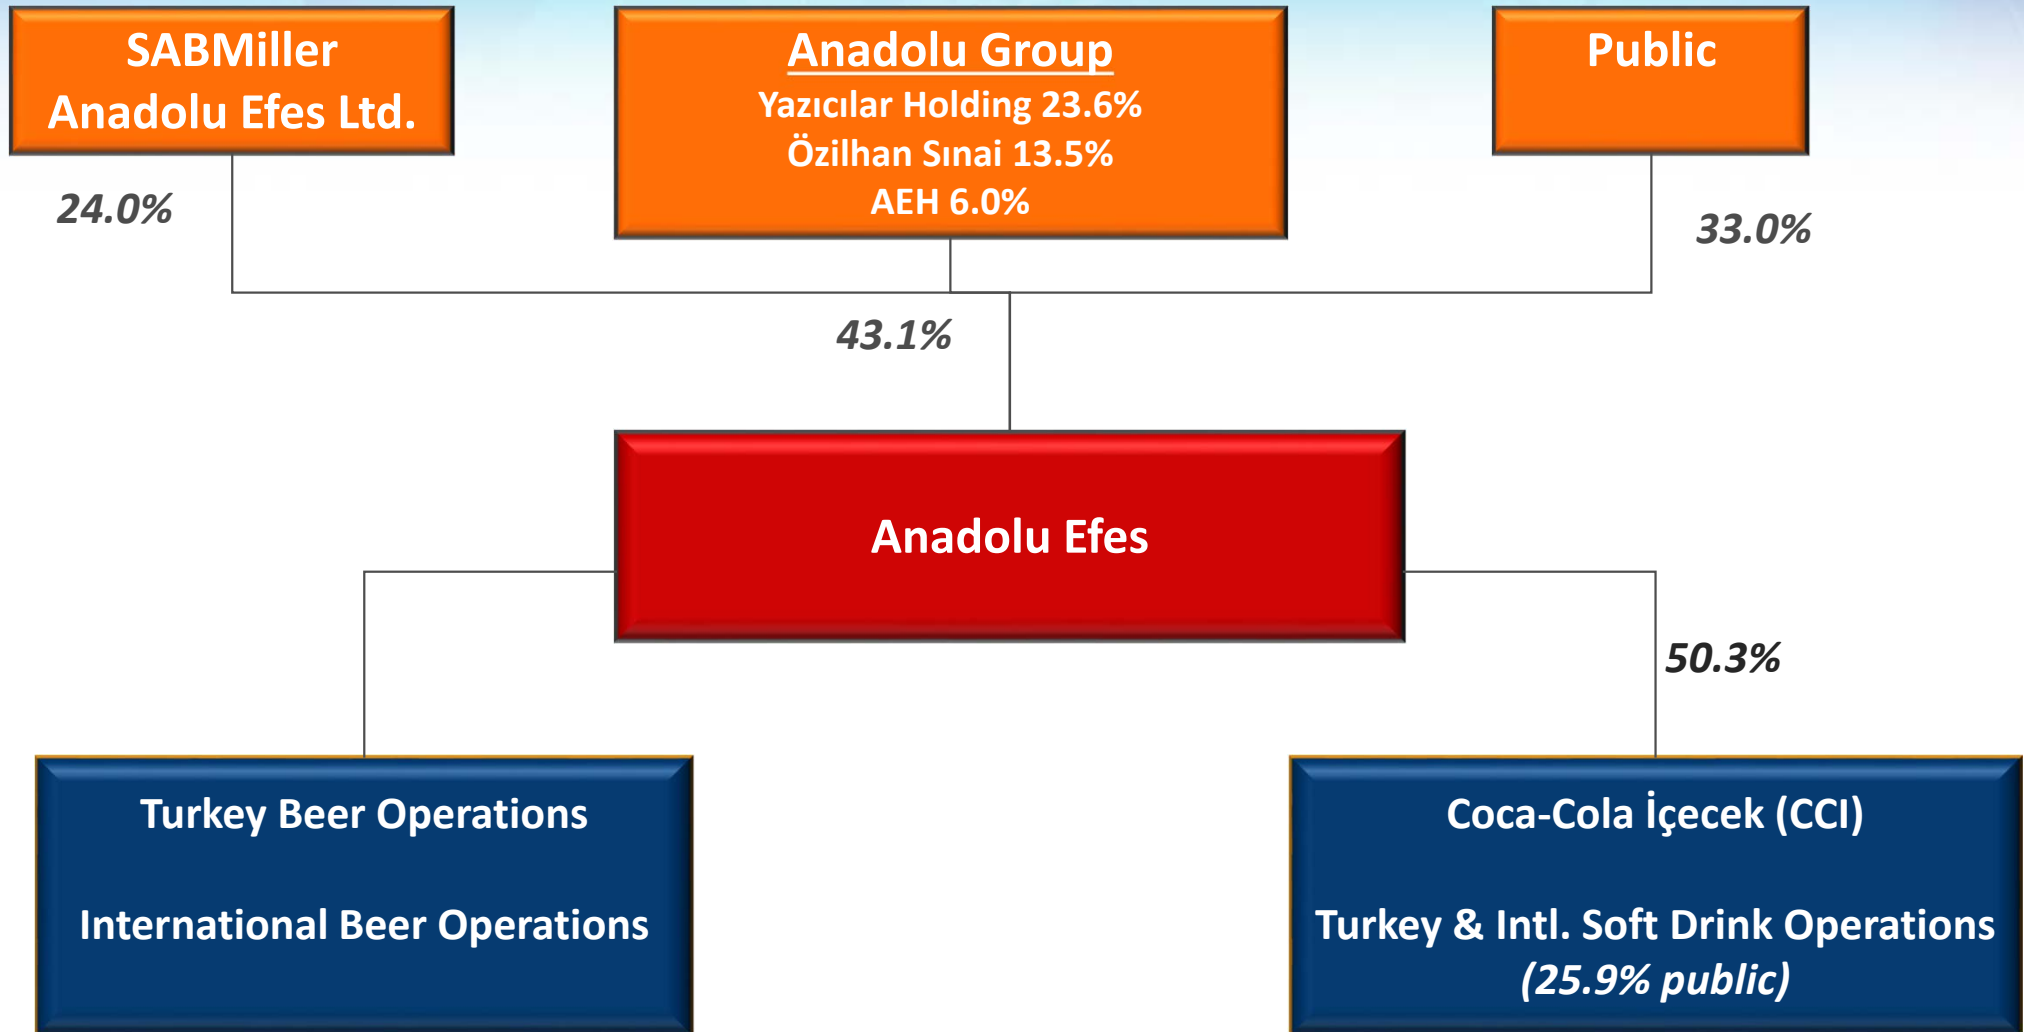 SABMiller
Anadolu Efes Ltd.
Anadolu Group
Yazıcılar Holding 23.6%
Özilhan Sınai 13.5%
AEH 6.0%
Public
24.0%
33.0%
43.1%
Anadolu Efes
50.3%
Turkey Beer Operations
International Beer Operations
Coca-Cola İçecek (CCI)
Turkey & Intl. Soft Drink Operations
(25.9% public)